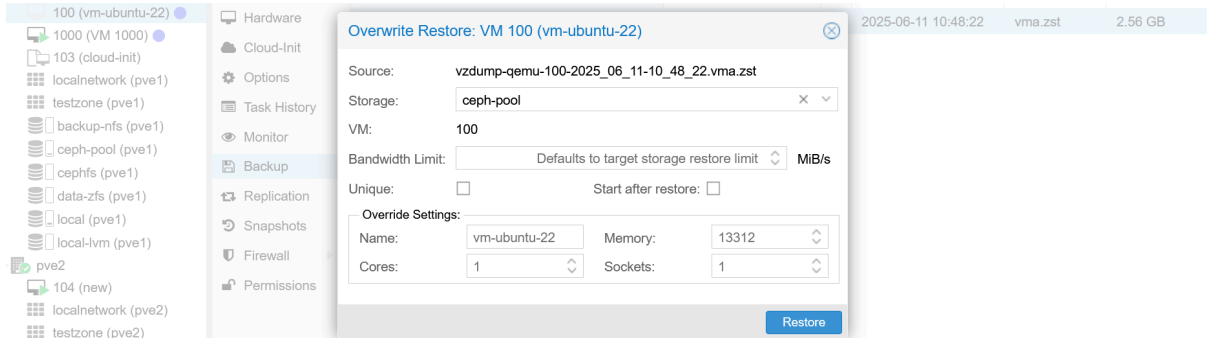 100 (vm-ubuntu-22)
1000 (VM 1000)
103 (cloud-init)
localnetwork (pve1)
testzone (pve1)
backup-nfs (pve1)
ceph-pool (pve1)
cephfs (pve1)
data-zfs (pve1)
local (pve1)
local-lvm (pve1)
pve2
104 (new)
localnetwork (pve2)
testzone (pve2)
Hardware
Cloud-Init
Options
Task History
Monitor
Backup
Replication
Snapshots
Firewall
Permissions
Overwrite Restore: VM 100 (vm-ubuntu-22)
Source: vzdump-qemu-100-2025_06_11-10_48_22.vma.zst
Storage: ceph-pool
VM: 100
Bandwidth Limit: Defaults to target storage restore limit MiB/s
Unique: Start after restore:
Override Settings:
Name: vm-ubuntu-22 Memory: 13312
Cores: 1 Sockets: 1
Restore
2025-06-11 10:48:22 vma.zst 2.56 GB